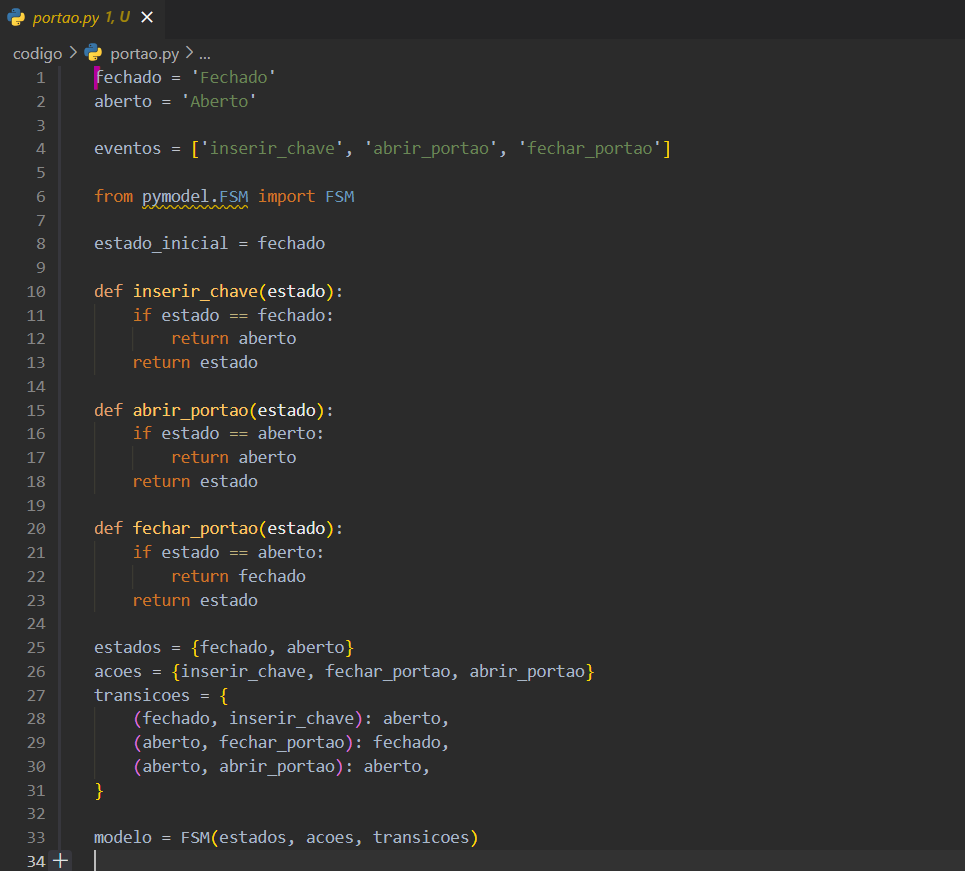 portao.py 1, U
codigo > portao.py > ...
1 fechado = 'Fechado'
2 aberto = 'Aberto'
3
4 eventos = ['inserir_chave', 'abrir_portao', 'fechar_portao']
5
6 from pymodel.FSM import FSM
7
8 estado_inicial = fechado
9
10 def inserir_chave(estado):
11     if estado == fechado:
12         return aberto
13     return estado
14
15 def abrir_portao(estado):
16     if estado == aberto:
17         return aberto
18     return estado
19
20 def fechar_portao(estado):
21     if estado == aberto:
22         return fechado
23     return estado
24
25 estados = {fechado, aberto}
26 acoes = {inserir_chave, fechar_portao, abrir_portao}
27 transicoes = {
28     (fechado, inserir_chave): aberto,
29     (aberto, fechar_portao): fechado,
30     (aberto, abrir_portao): aberto,
31 }
32
33 modelo = FSM(estados, acoes, transicoes)
34